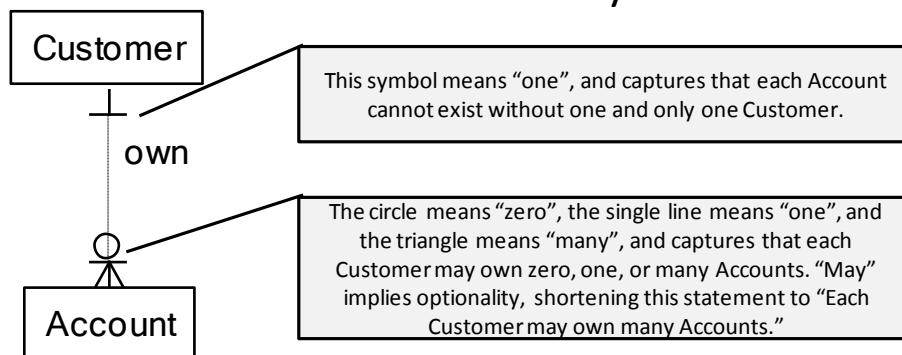 Customer
This symbol means “one”, and captures that each Account
cannot exist without one and only one Customer.
own
The circle means “zero”, the single line means “one”, and
the triangle means “many”, and captures that each
Customer may own zero, one, or many Accounts. “May”
implies optionality, shortening this statement to “Each
Customer may own many Accounts.”
Account